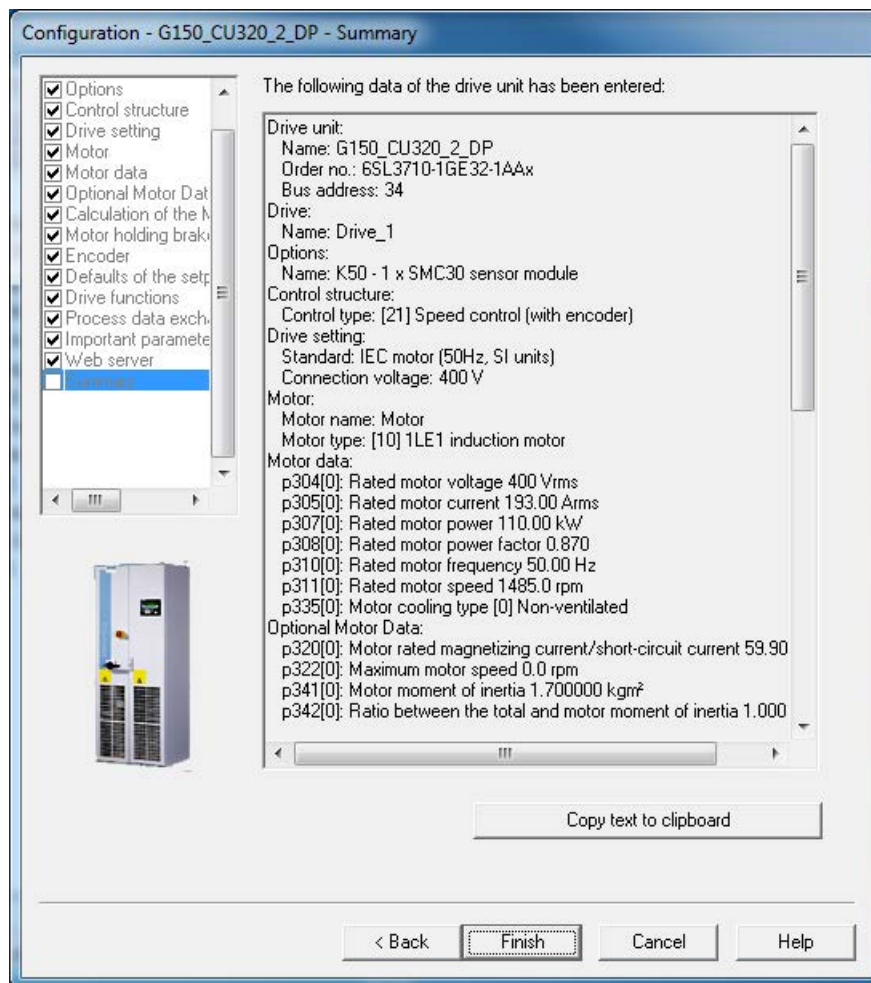 Configuration - G150_CU320_2_DP - Summary
Options
Control structure
Drive setting
Motor
Motor data
Optional Motor Dat
Calculation of the M
Motor holding brak
Encoder
Defaults of the setp
Drive functions
Process data exch
Important paramete
Web server
Summary
The following data of the drive unit has been entered:
Drive unit:
Name: G150_CU320_2_DP
Order no.: 6SL3710-1GE32-1AAx
Bus address: 34
Drive:
Name: Drive_1
Options:
Name: K50 - 1 x SMC30 sensor module
Control structure:
Control type: [21] Speed control (with encoder)
Drive setting:
Standard: IEC motor (50Hz, SI units)
Connection voltage: 400 V
Motor:
Motor name: Motor
Motor type: [10] 1LE1 induction motor
Motor data:
p304[0]: Rated motor voltage 400 Vrms
p305[0]: Rated motor current 193.00 Arms
p307[0]: Rated motor power 110.00 kW
p308[0]: Rated motor power factor 0.870
p310[0]: Rated motor frequency 50.00 Hz
p311[0]: Rated motor speed 1485.0 rpm
p335[0]: Motor cooling type [0] Non-ventilated
Optional Motor Data:
p320[0]: Motor rated magnetizing current/short-circuit current 59.90
p322[0]: Maximum motor speed 0.0 rpm
p341[0]: Motor moment of inertia 1.700000 kgm²
p342[0]: Ratio between the total and motor moment of inertia 1.000
Copy text to clipboard
< Back
Finish
Cancel
Help